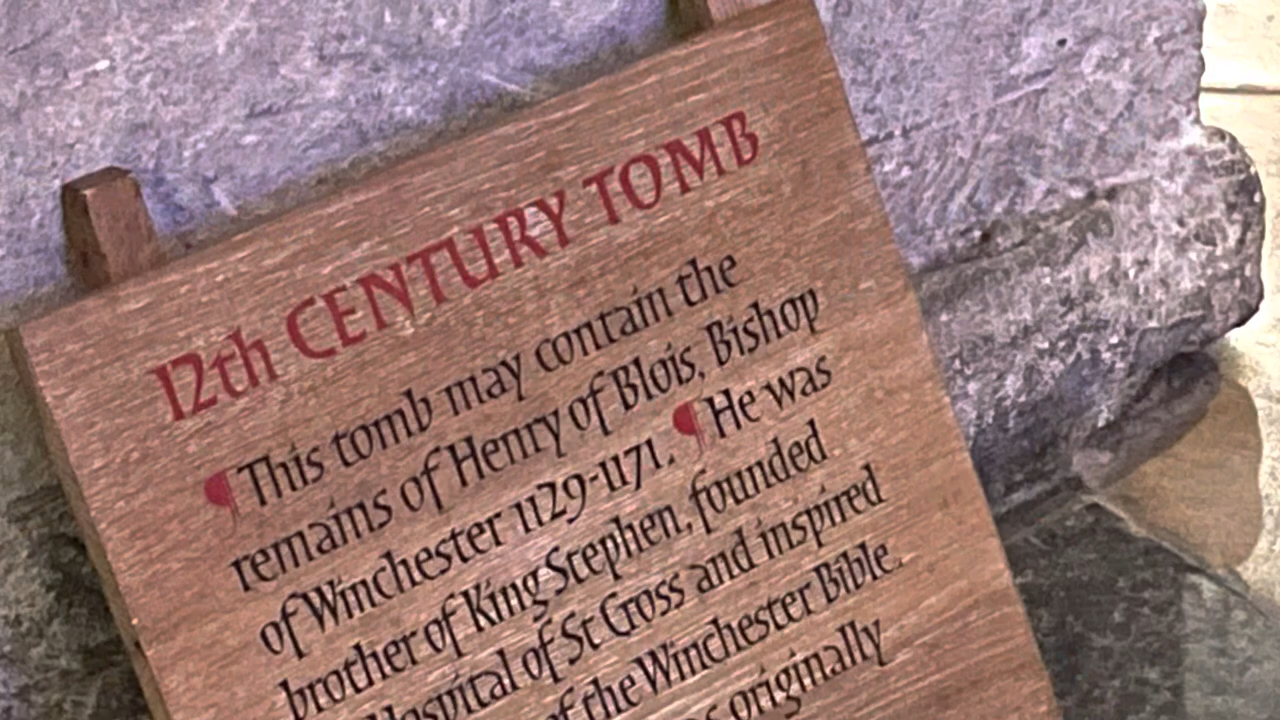 12th CENTURY TOMB
¶This tomb may contain the
remains of Henry of Blois, Bishop
of Winchester 1129-1171. ¶He was
brother of King Stephen, founded
Hospital of St Cross and inspired
of the Winchester Bible.
originally